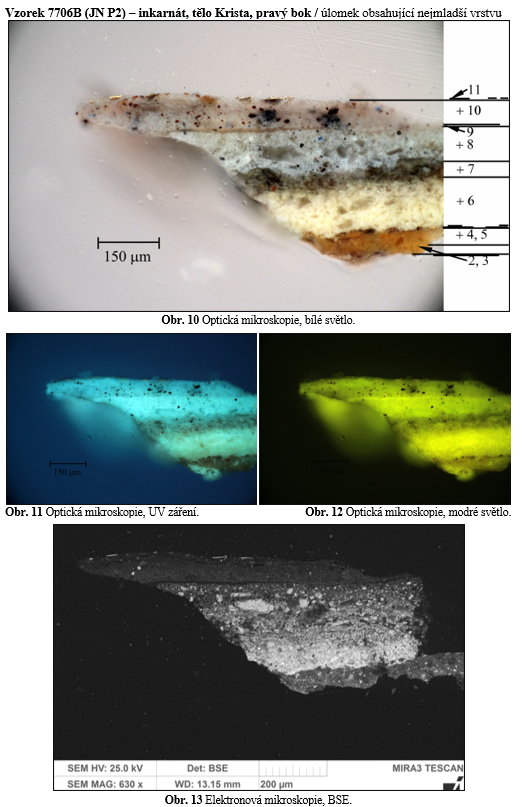 Vzorek 7706B (JN P2) – inkarnát, tělo Krista, pravý bok / úlomek obsahující nejmladší vrstvu
11
+ 10
9
+ 8
+ 7
+ 6
+ 4, 5
2, 3
150 µm
Obr. 10 Optická mikroskopie, bílé světlo.
150 µm
150 µm
Obr. 11 Optická mikroskopie, UV záření.
Obr. 12 Optická mikroskopie, modré světlo.
SEM HV: 25.0 kV
Det: BSE
MIRA3 TESCAN
SEM MAG: 630 x
WD: 13.15 mm
200 µm
Obr. 13 Elektronová mikroskopie, BSE.